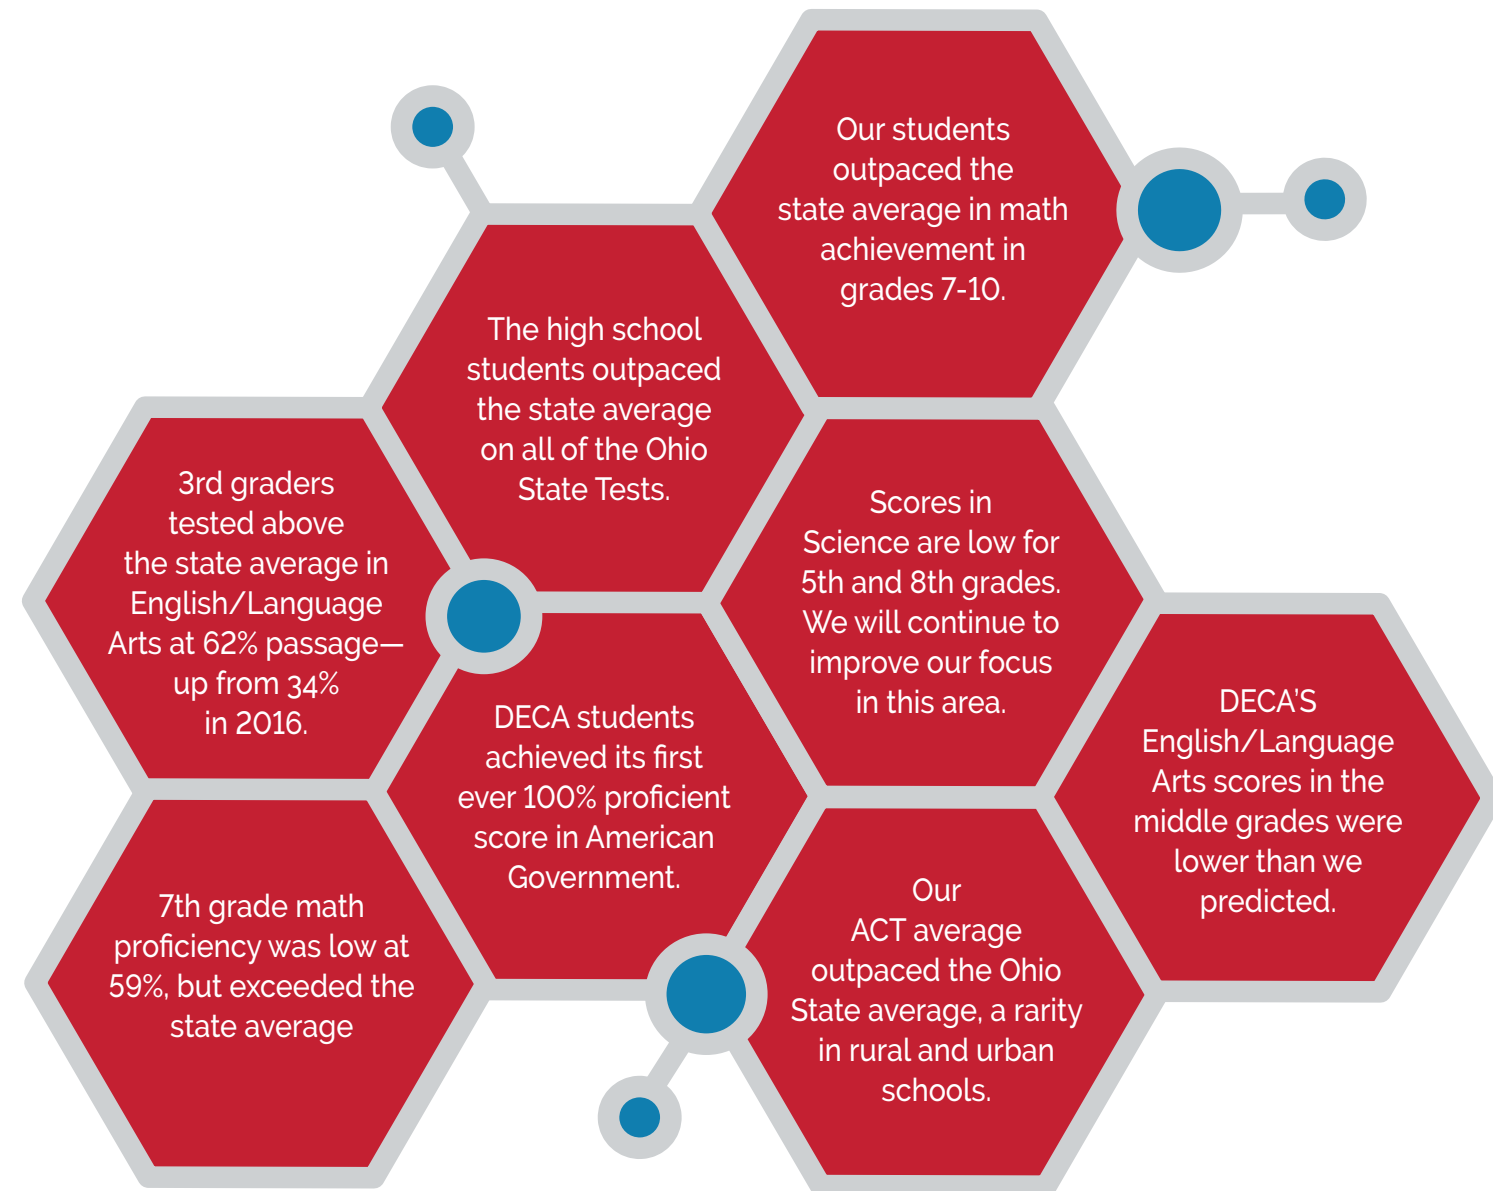 Our students
outpaced the
state average in math
achievement in
grades 7-10.
The high school
students outpaced
the state average
on all of the Ohio
State Tests.
3rd graders
tested above
the state average in
English/Language
Arts at 62% passage—
up from 34%
in 2016.
Scores in
Science are low for
5th and 8th grades.
We will continue to
improve our focus
in this area.
DECA students
achieved its first
ever 100% proficient
score in American
Government.
DECA’S
English/Language
Arts scores in the
middle grades were
lower than we
predicted.
7th grade math
proficiency was low at
59%, but exceeded the
state average
Our
ACT average
outpaced the Ohio
State average, a rarity
in rural and urban
schools.